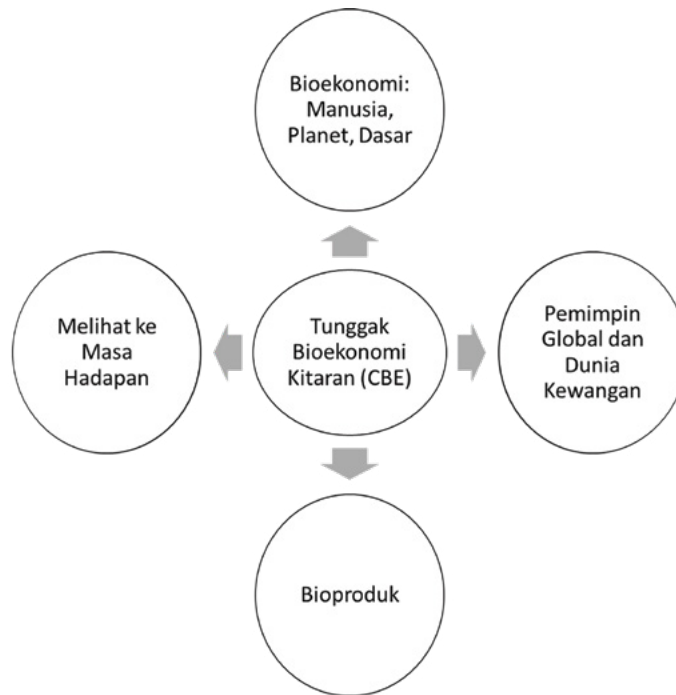 Bioekonomi:
Manusia,
Planet, Dasar
Melihat ke
Masa
Hadapan
Tunggak
Bioekonomi
Kitaran (CBE)
Pemimpin
Global dan
Dunia
Kewangan
Bioproduk